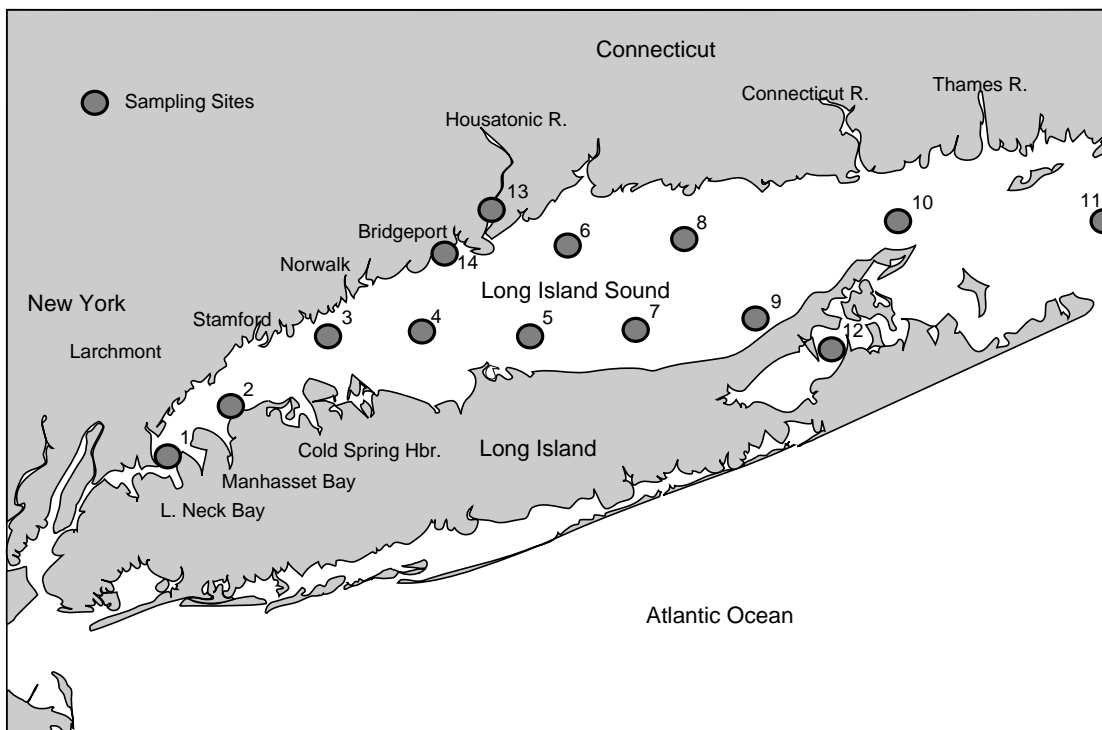 Connecticut
Sampling Sites
Thames R.
Connecticut R.
Housatonic R.
13
10
11
8
6
Bridgeport
14
Norwalk
Long Island Sound
New York
Stamford
3
4
5
7
9
12
Larchmont
2
1
Cold Spring Hbr.
Long Island
Manhasset Bay
L. Neck Bay
Atlantic Ocean